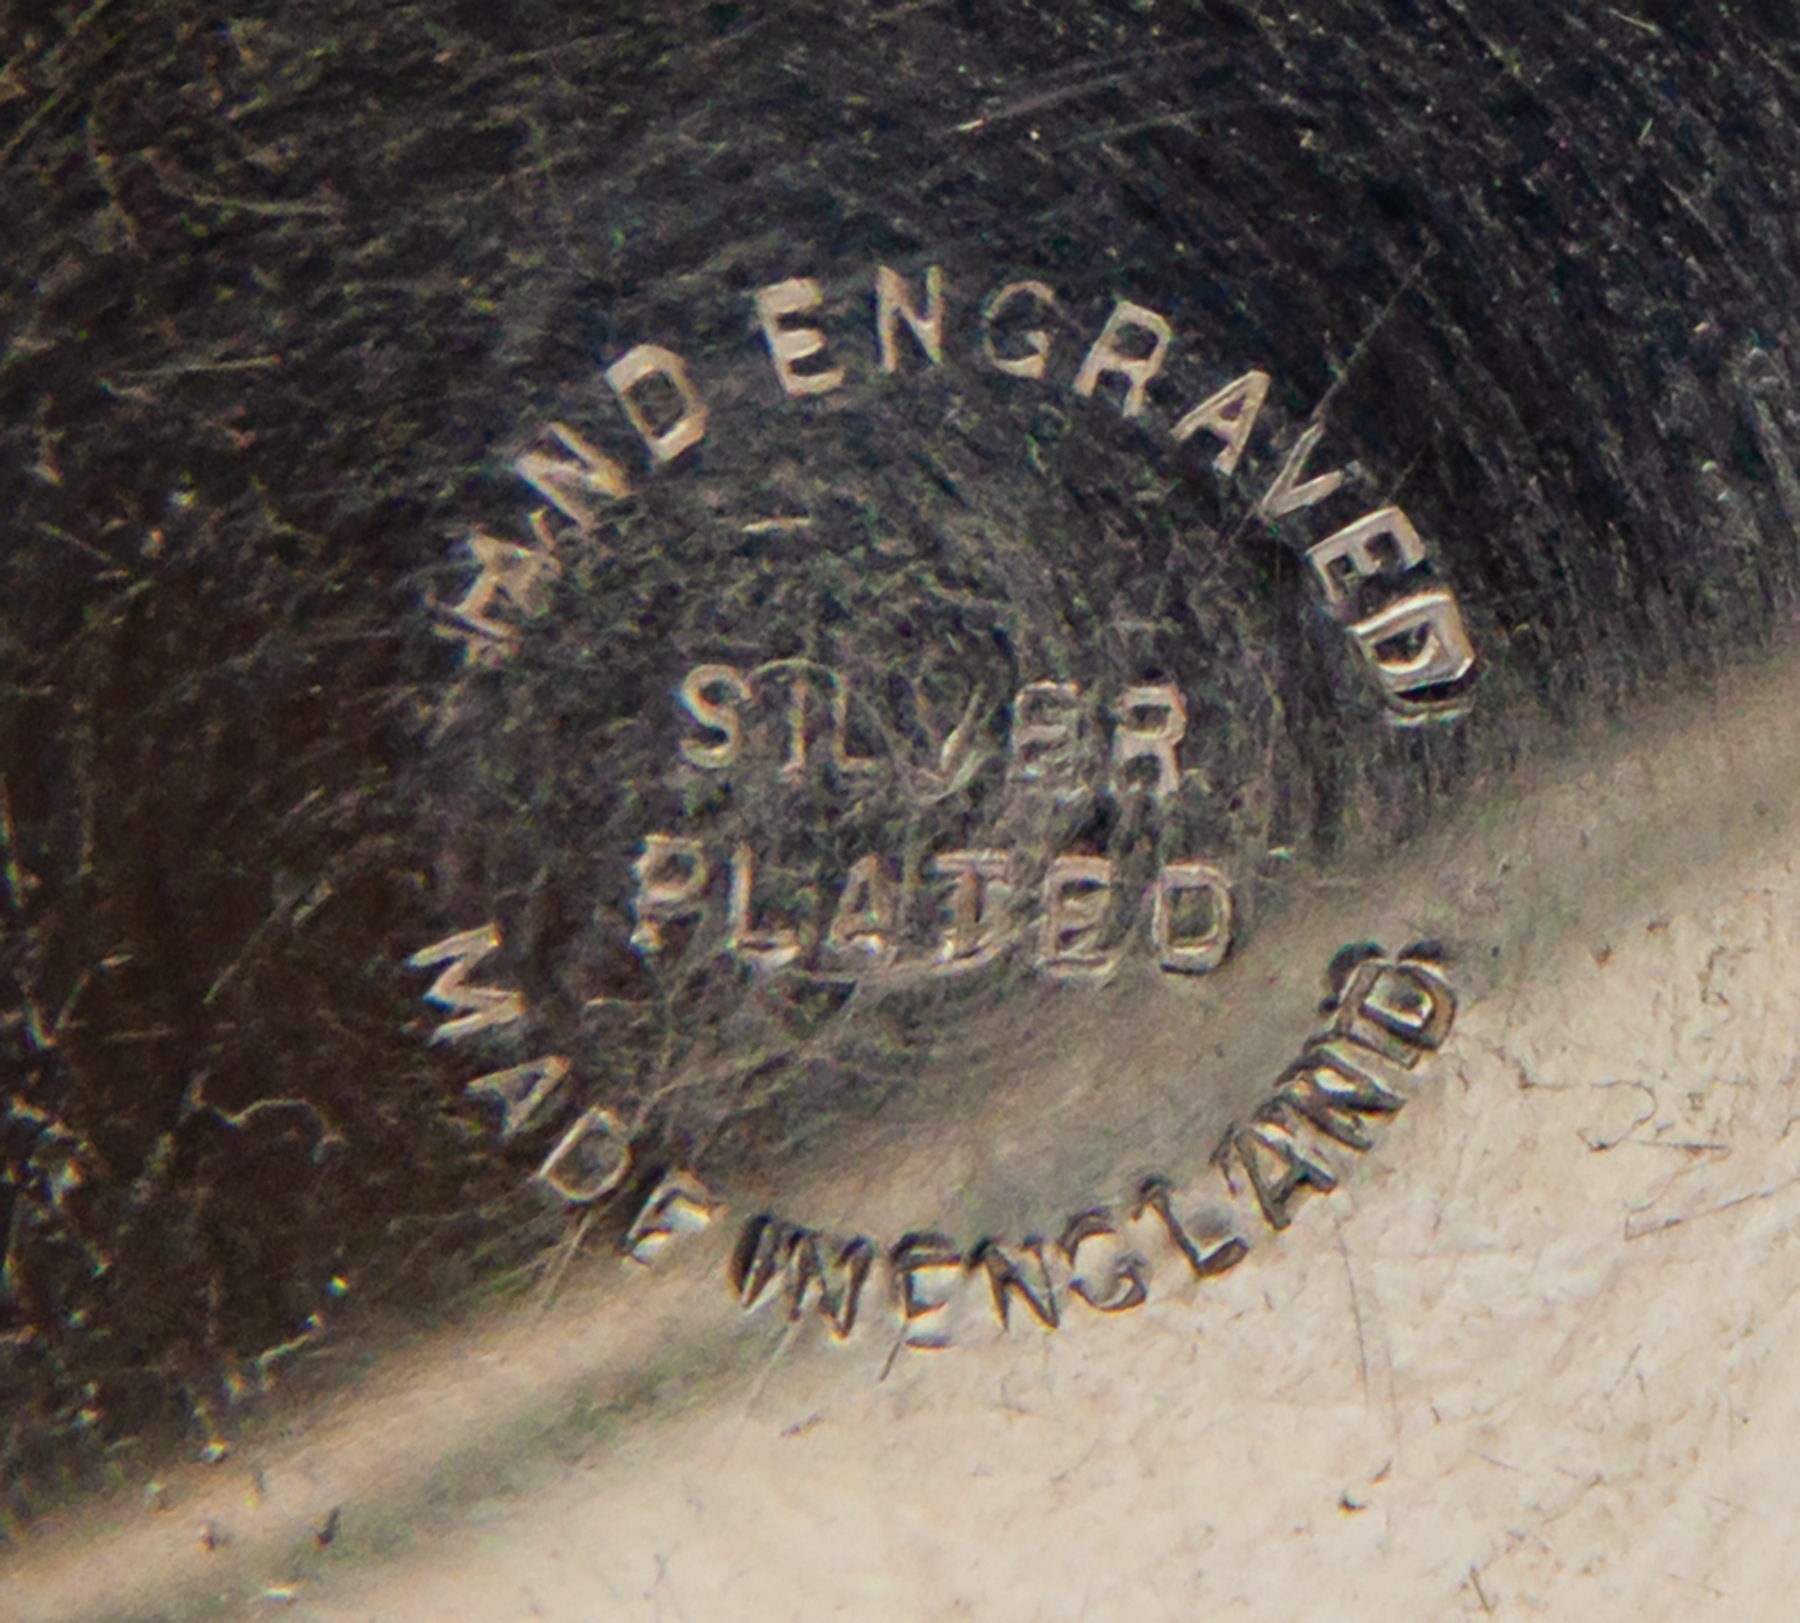 HAND ENGRAVED
SILVER
PLATED
MADE IN ENGLAND